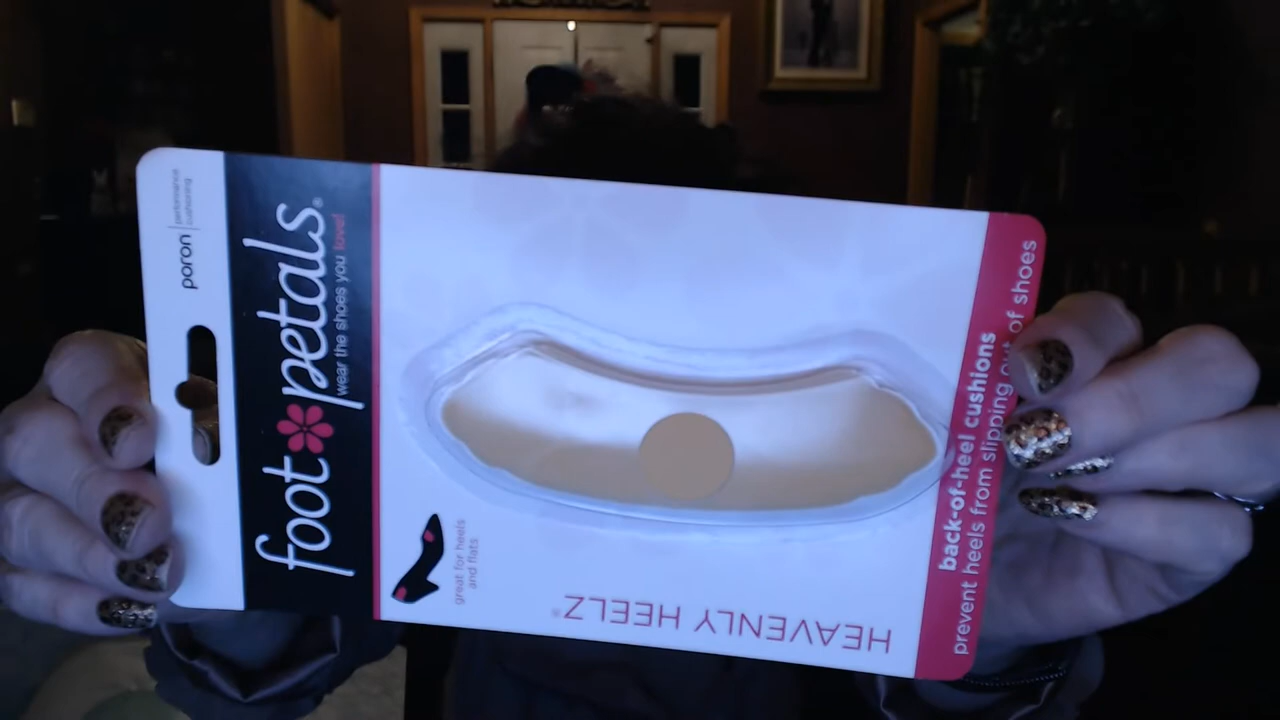 poron
performance
cushioning
foot petals®
wear the shoes you love!
great for heels
and flats
HEAVENLY HEELZ®
back-of-heel cushions
prevent heels from slipping out of shoes